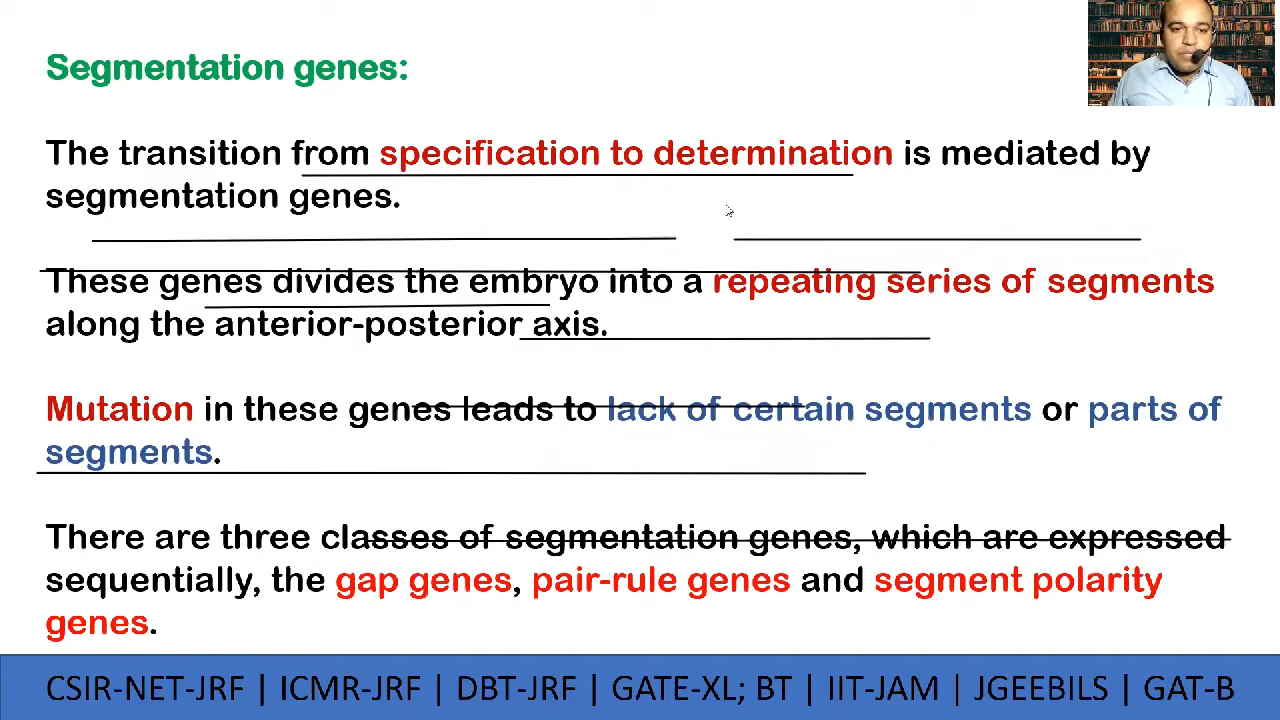 Segmentation genes:
The transition from specification to determination is mediated by
segmentation genes.
These genes divides the embryo into a repeating series of segments
along the anterior-posterior axis.
Mutation in these genes leads to lack of certain segments or parts of
segments.
There are three classes of segmentation genes, which are expressed
sequentially, the gap genes, pair-rule genes and segment polarity
genes.
CSIR-NET-JRF | ICMR-JRF | DBT-JRF | GATE-XL; BT | IIT-JAM | JGEEBILS | GAT-B